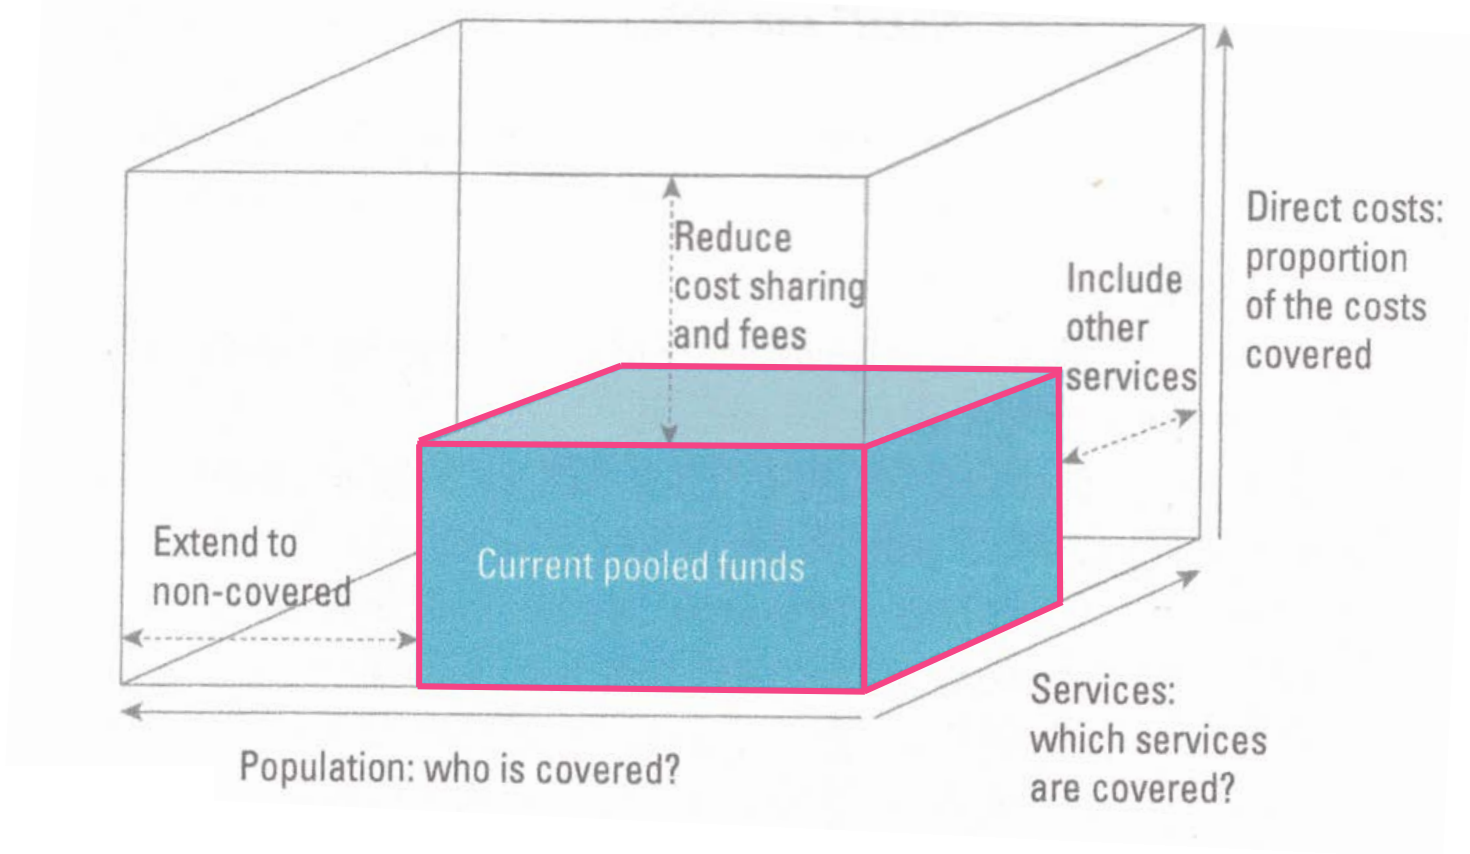 Reduce
cost sharing
and fees
Include
other
services
Direct costs:
proportion
of the costs
covered
Extend to
non-covered
Current pooled funds
Services:
which services
are covered?
Population: who is covered?